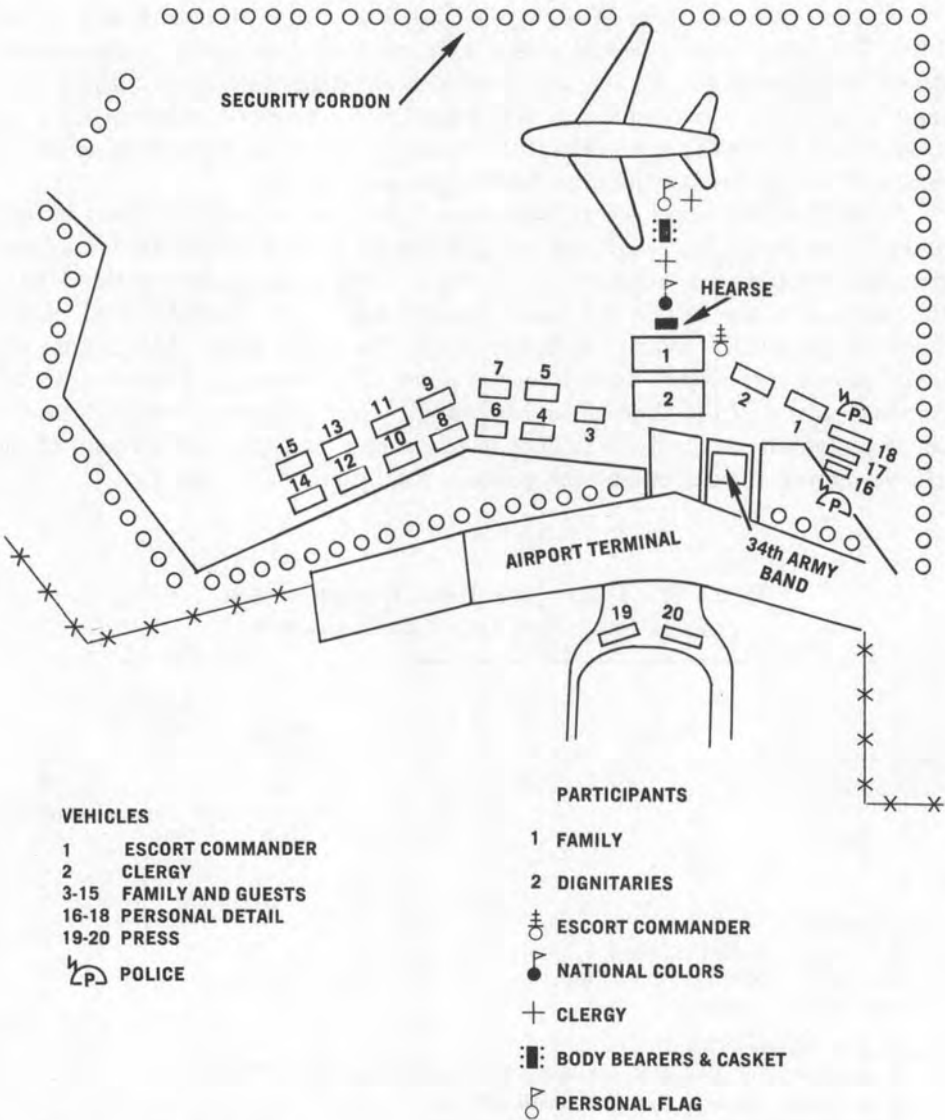 SECURITY CORDON
HEARSE
1
2
2
1
P
18
17
16
P
3
4
5
6
7
8
9
10
11
12
13
14
15
AIRPORT TERMINAL
34th ARMY
BAND
19 20
VEHICLES
1 ESCORT COMMANDER
2 CLERGY
3-15 FAMILY AND GUESTS
16-18 PERSONAL DETAIL
19-20 PRESS
P POLICE
PARTICIPANTS
1 FAMILY
2 DIGNITARIES
ESCORT COMMANDER
NATIONAL COLORS
CLERGY
BODY BEARERS & CASKET
PERSONAL FLAG